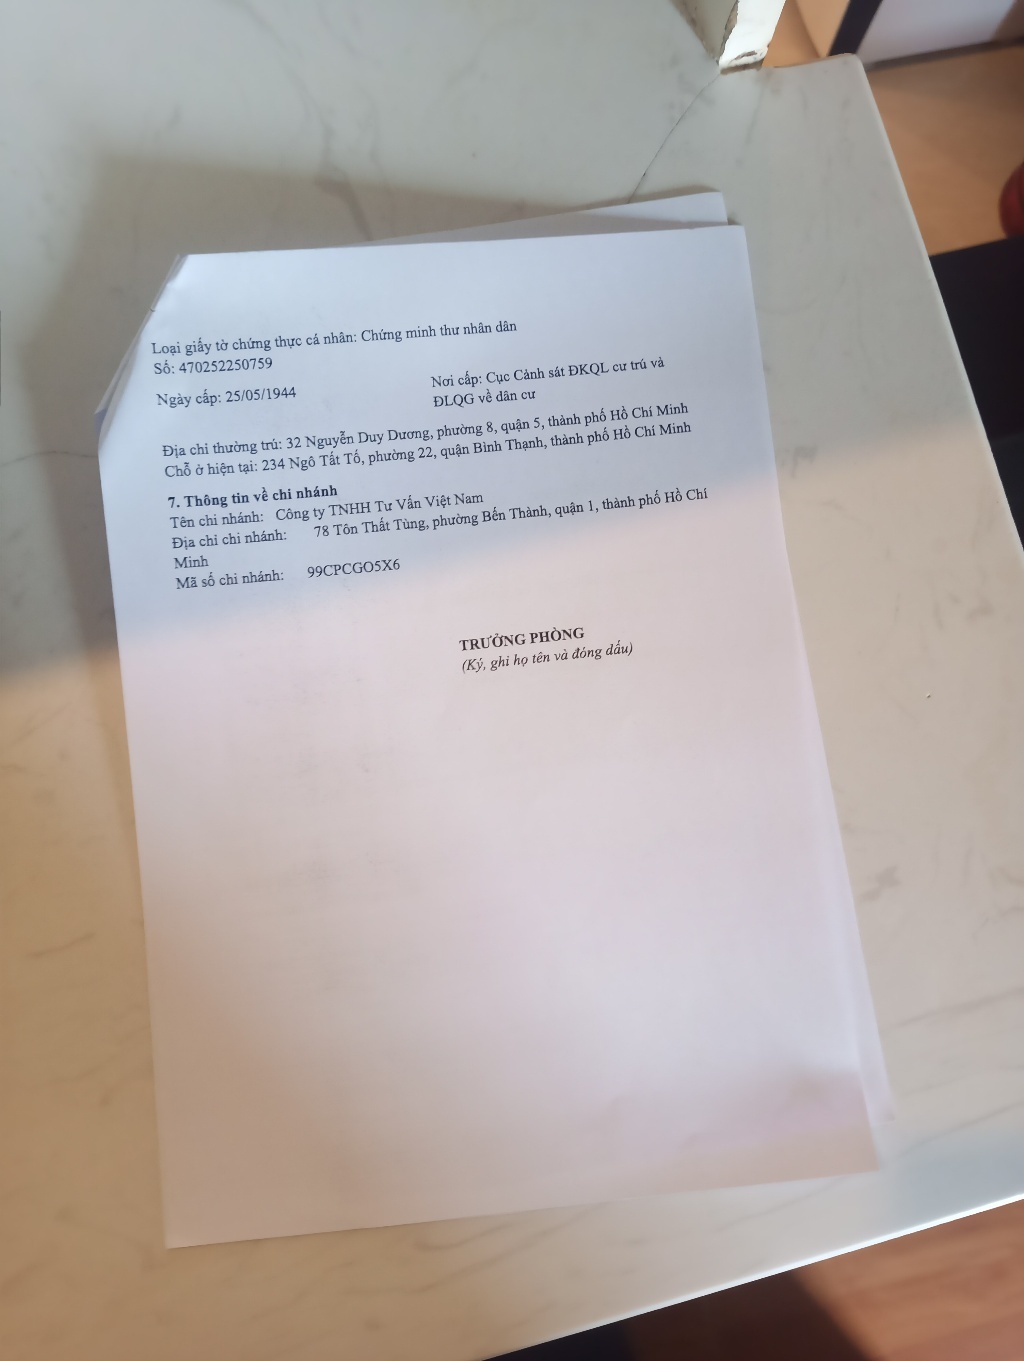 Loại giấy tờ chứng thực cá nhân: Chứng minh thư nhân dân
Số: 470252250759
Ngày cấp: 25/05/1944
Nơi cấp: Cục Cảnh sát ĐKQL cư trú và
ĐLQG về dân cư
Địa chỉ thường trú: 32 Nguyễn Duy Dương, phường 8, quận 5, thành phố Hồ Chí Minh
Chỗ ở hiện tại: 234 Ngô Tất Tố, phường 22, quận Bình Thạnh, thành phố Hồ Chí Minh
7. Thông tin về chi nhánh
Tên chi nhánh: Công ty TNHH Tư Vấn Việt Nam
Địa chỉ chi nhánh: 78 Tôn Thất Tùng, phường Bến Thành, quận 1, thành phố Hồ Chí
Minh
Mã số chi nhánh: 99CPCGO5X6
TRƯỞNG PHÒNG
(Ký, ghi họ tên và đóng dấu)